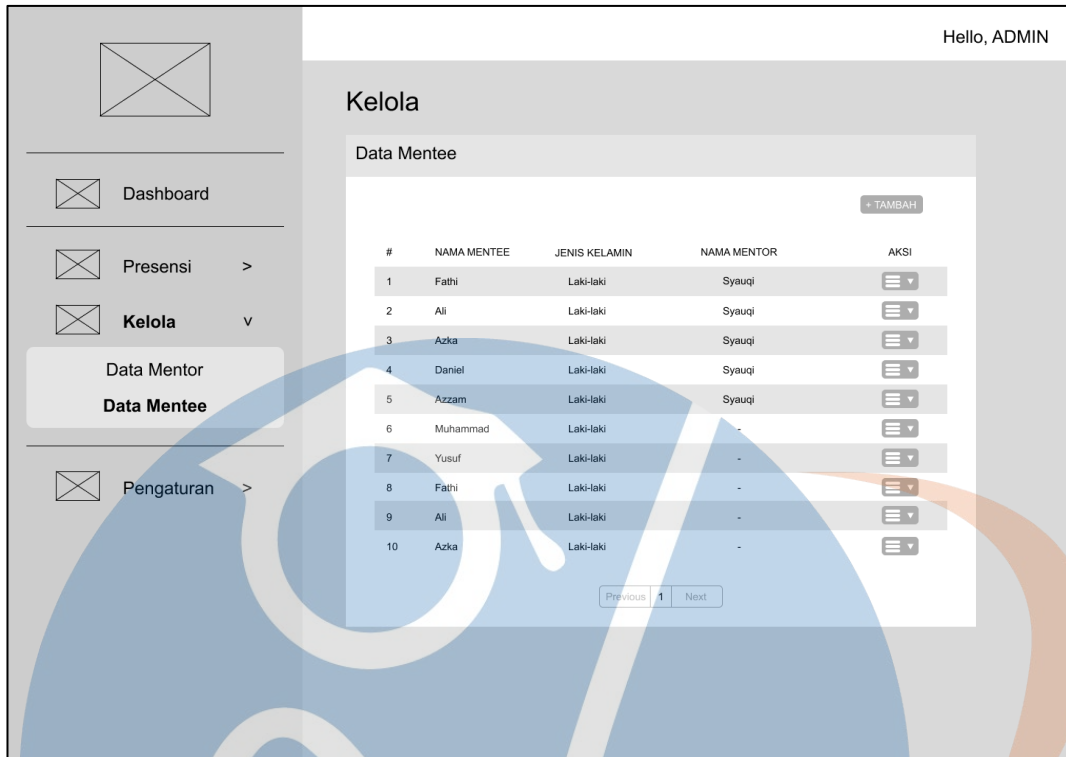 Hello, ADMIN
Dashboard
Presensi >
Kelola v
Data Mentor
Data Mentee
Pengaturan >
Kelola
Data Mentee
+ TAMBAH
# NAMA MENTEE JENIS KELAMIN NAMA MENTOR AKSI
1 Fathi Laki-laki Syauqi
2 Ali Laki-laki Syauqi
3 Azka Laki-laki Syauqi
4 Daniel Laki-laki Syauqi
5 Azzam Laki-laki Syauqi
6 Muhammad Laki-laki -
7 Yusuf Laki-laki -
8 Fathi Laki-laki -
9 Ali Laki-laki -
10 Azka Laki-laki -
Previous 1 Next